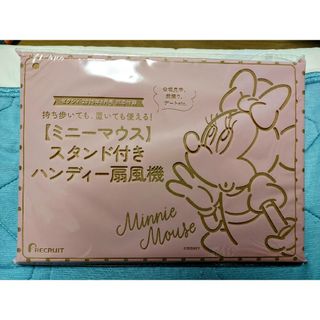 持ち歩いても、置いても使える!
【ミニーマウス】
スタンド付き
ハンディー扇風機
Minnie
Mouse
RECRUIT